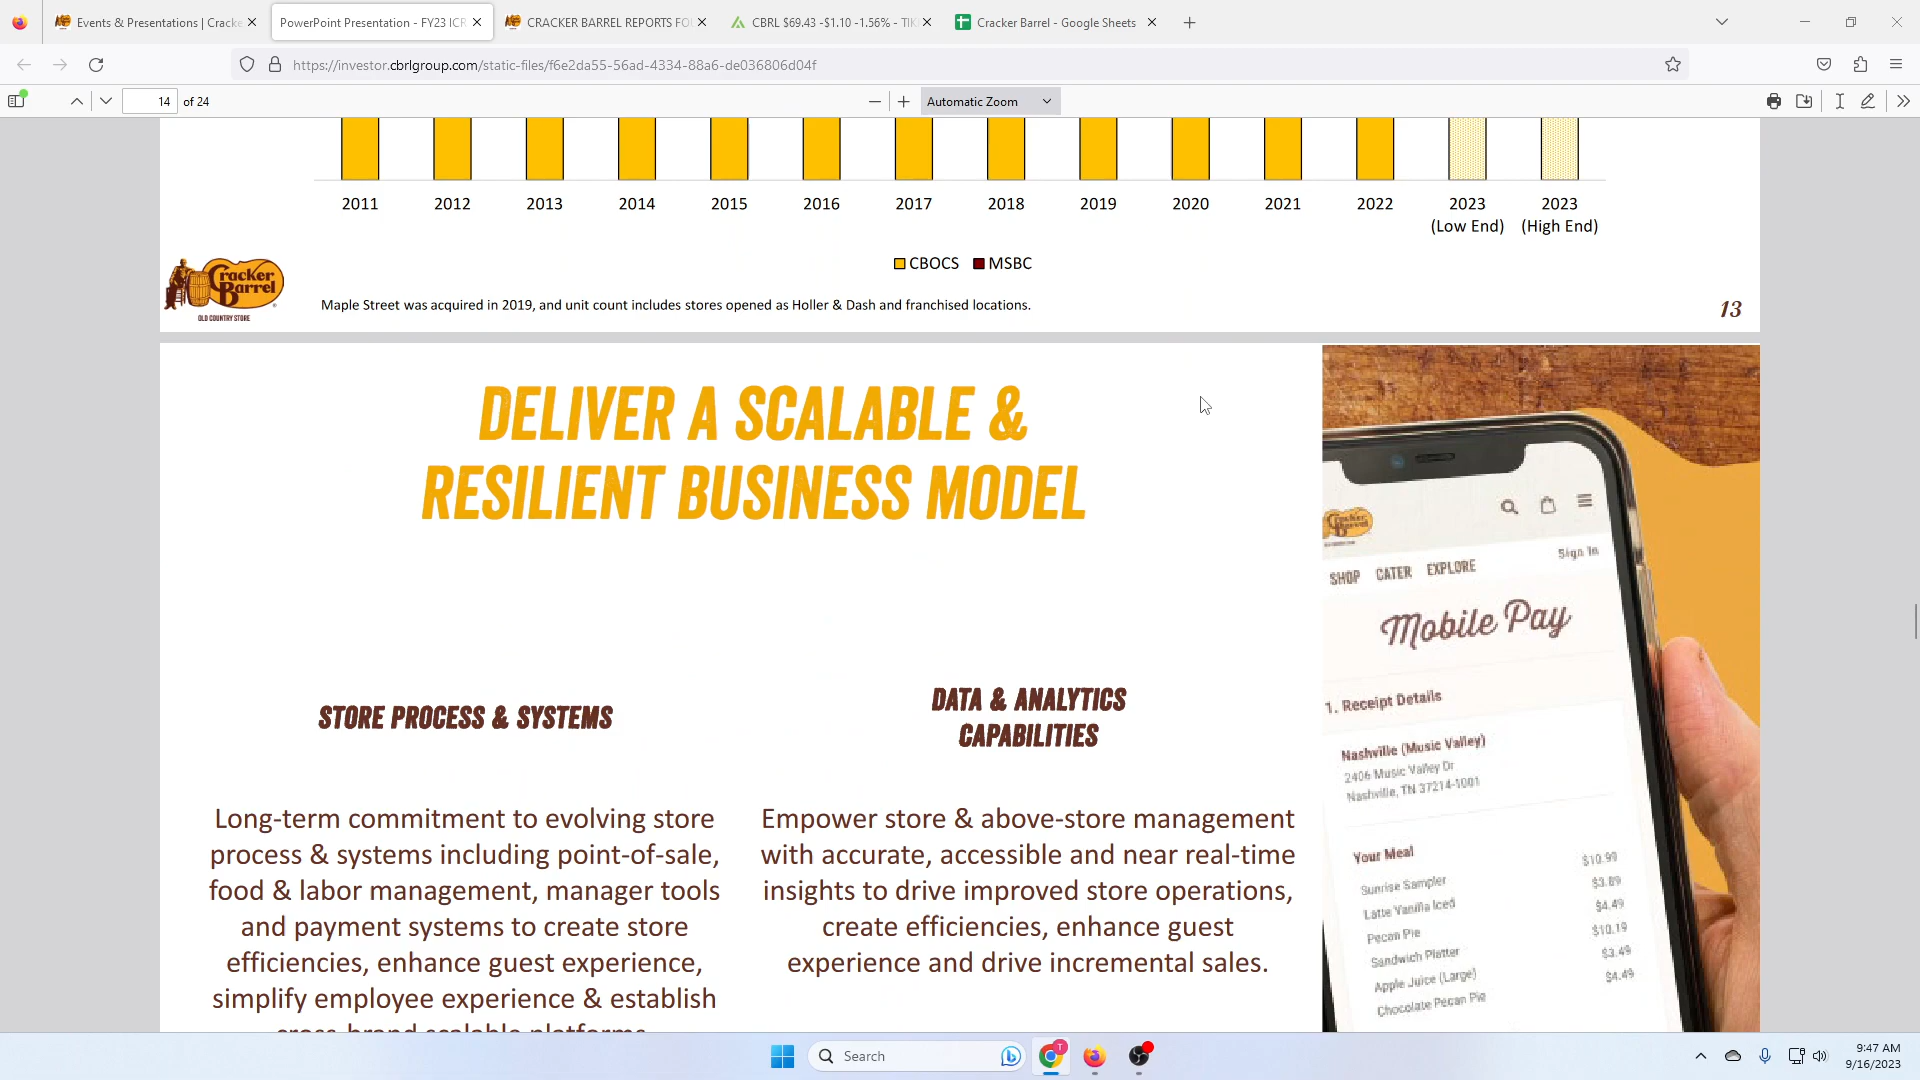 Events & Presentations | Cracke
PowerPoint Presentation - FY23 ICR
CRACKER BARREL REPORTS FO
CBRL $69.43 -$1.10 -1.56% - TIK
Cracker Barrel - Google Sheets
https://investor.cbrlgroup.com/static-files/f6e2da55-56ad-4334-88a6-de036806d04f
14 of 24
Automatic Zoom
2011 2012 2013 2014 2015 2016 2017 2018 2019 2020 2021 2022 2023 2023
(Low End) (High End)
CBOCS MSBC
Cracker
Barrel
OLD COUNTRY STORE
Maple Street was acquired in 2019, and unit count includes stores opened as Holler & Dash and franchised locations.
13
DELIVER A SCALABLE &
RESILIENT BUSINESS MODEL
STORE PROCESS & SYSTEMS
Long-term commitment to evolving store
process & systems including point-of-sale,
food & labor management, manager tools
and payment systems to create store
efficiencies, enhance guest experience,
simplify employee experience & establish
cross-brand scalable platforms
DATA & ANALYTICS
CAPABILITIES
Empower store & above-store management
with accurate, accessible and near real-time
insights to drive improved store operations,
create efficiencies, enhance guest
experience and drive incremental sales.
Cracker
Barrel
Sign In
SHOP CATER EXPLORE
Mobile Pay
1. Receipt Details
Nashville (Music Valley)
2406 Music Valley Dr
Nashville, TN 37214-1001
Your Meal
$10.99
Sunrise Sampler $3.89
Latte Vanilla Iced $4.49
Pecan Pie $10.19
Sandwich Platter $3.49
Apple Juice (Large) $4.49
Chocolate Pecan Pie
Search
T
9:47 AM
9/16/2023